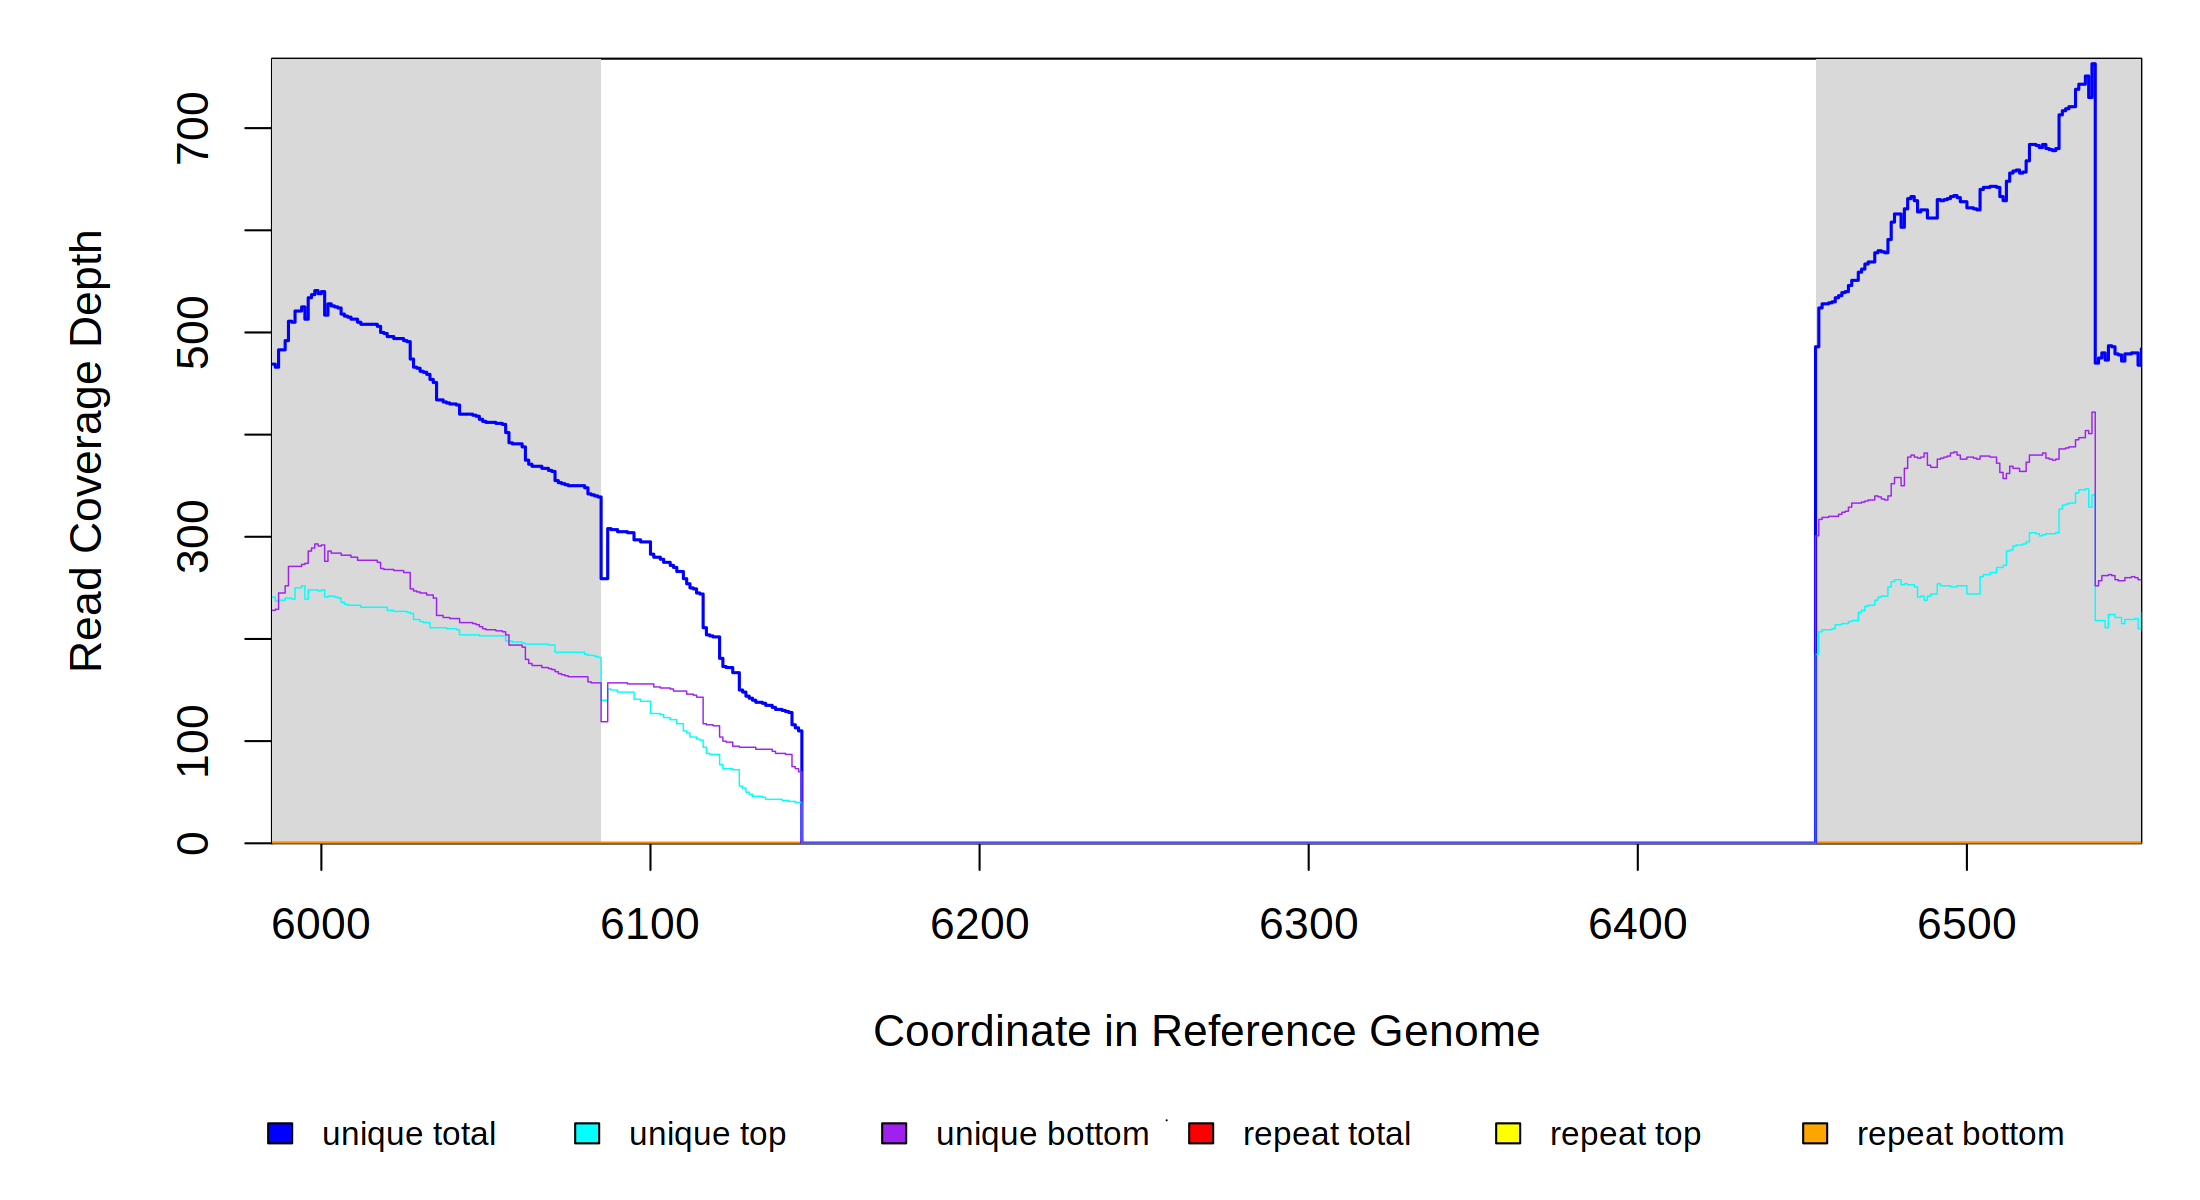 Read Coverage Depth
700
500
300
100
0
6000 6100 6200 6300 6400 6500
Coordinate in Reference Genome
unique total unique top unique bottom repeat total repeat top repeat bottom